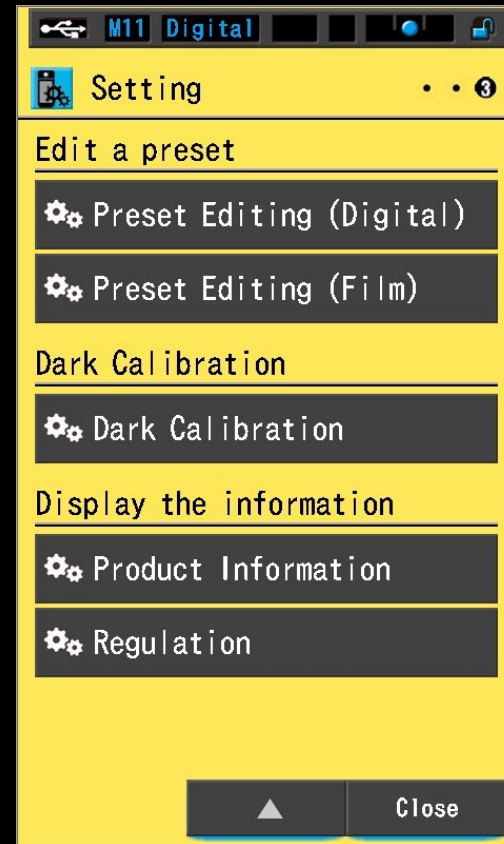 M11 Digital
Setting
3
Edit a preset
Preset Editing (Digital)
Preset Editing (Film)
Dark Calibration
Dark Calibration
Display the information
Product Information
Regulation
Close